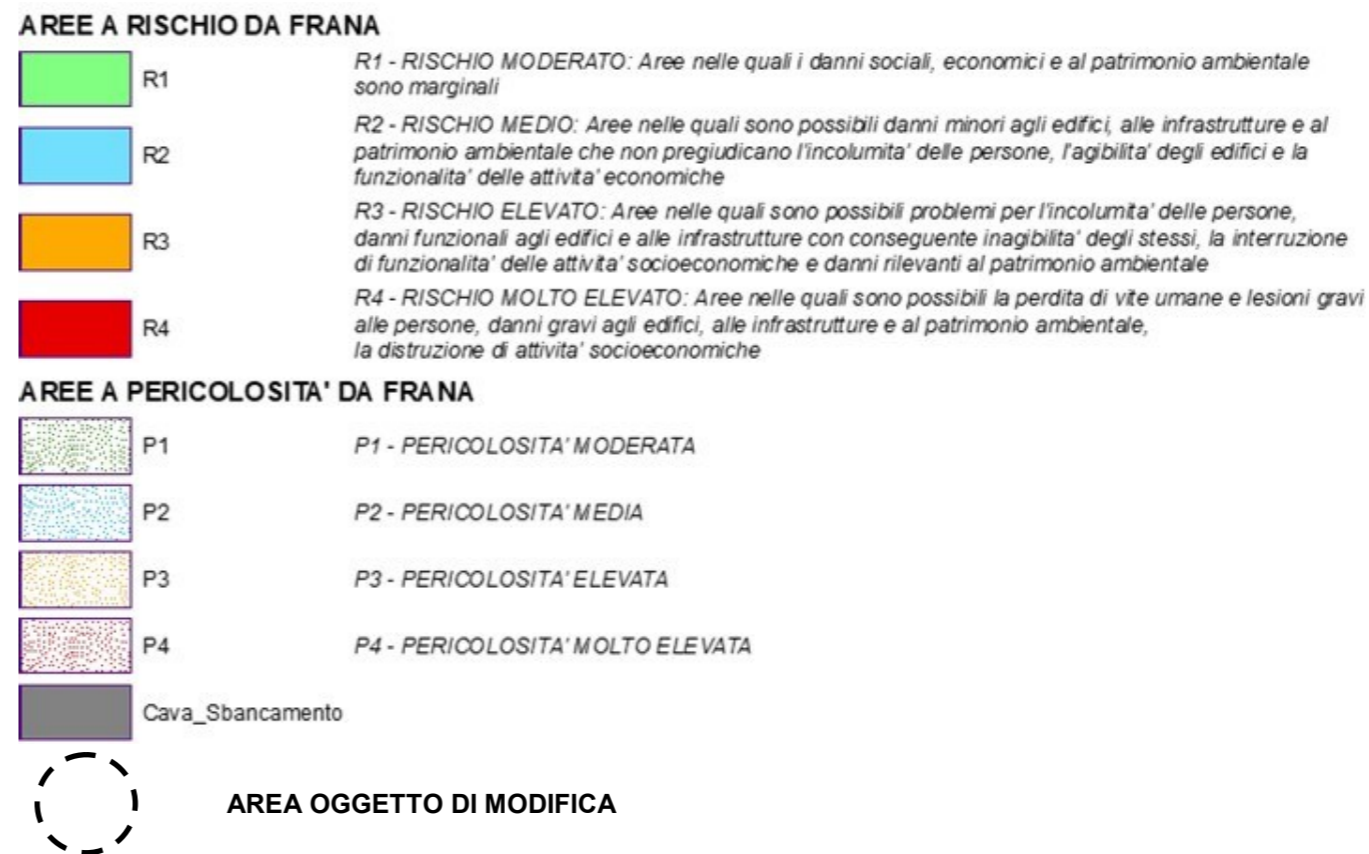 AREE A RISCHIO DA FRANA
R1
R1 - RISCHIO MODERATO: Aree nelle quali i danni sociali, economici e al patrimonio ambientale
sono marginali
R2
R2 - RISCHIO MEDIO: Aree nelle quali sono possibili danni minori agli edifici, alle infrastrutture e al
patrimonio ambientale che non pregiudicano l'incolumita' delle persone, l'agibilita' degli edifici e la
funzionalita' delle attivita' economiche
R3
R3 - RISCHIO ELEVATO: Aree nelle quali sono possibili problemi per l'incolumita' delle persone,
danni funzionali agli edifici e alle infrastrutture con conseguente inagibilita' degli stessi, la interruzione
di funzionalita' delle attivita' socioeconomiche e danni rilevanti al patrimonio ambientale
R4
R4 - RISCHIO MOLTO ELEVATO: Aree nelle quali sono possibili la perdita di vite umane e lesioni gravi
alle persone, danni gravi agli edifici, alle infrastrutture e al patrimonio ambientale,
la distruzione di attivita' socioeconomiche
AREE A PERICOLOSITA' DA FRANA
P1
P1 - PERICOLOSITA' MODERATA
P2
P2 - PERICOLOSITA' MEDIA
P3
P3 - PERICOLOSITA' ELEVATA
P4
P4 - PERICOLOSITA' MOLTO ELEVATA
Cava_Sbancamento
AREA OGGETTO DI MODIFICA